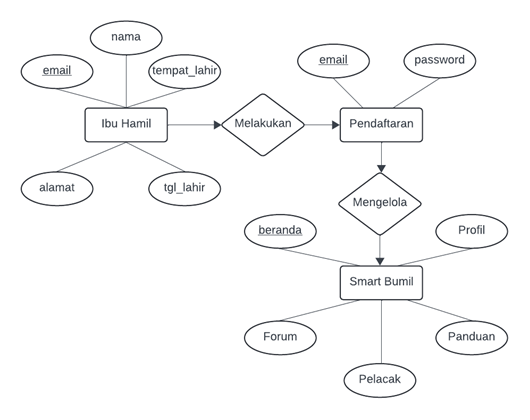 nama
email
tempat_lahir
email
password
Ibu Hamil
Melakukan
Pendaftaran
alamat
tgl_lahir
Mengelola
beranda
Profil
Smart Bumil
Forum
Panduan
Pelacak